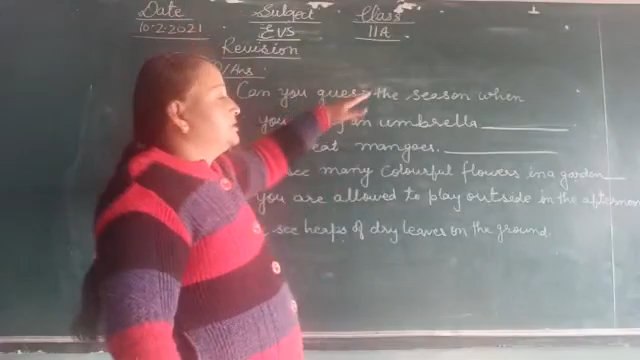 Date Subject Class
10.2.2021 EVS IIA
Revision
/Ans.
Can you guess the season when
you in umbrella
eat mangoes.
see many colourful flowers in a garden
you are allowed to play outside in the afternoon
see heaps of dry leaves on the ground.